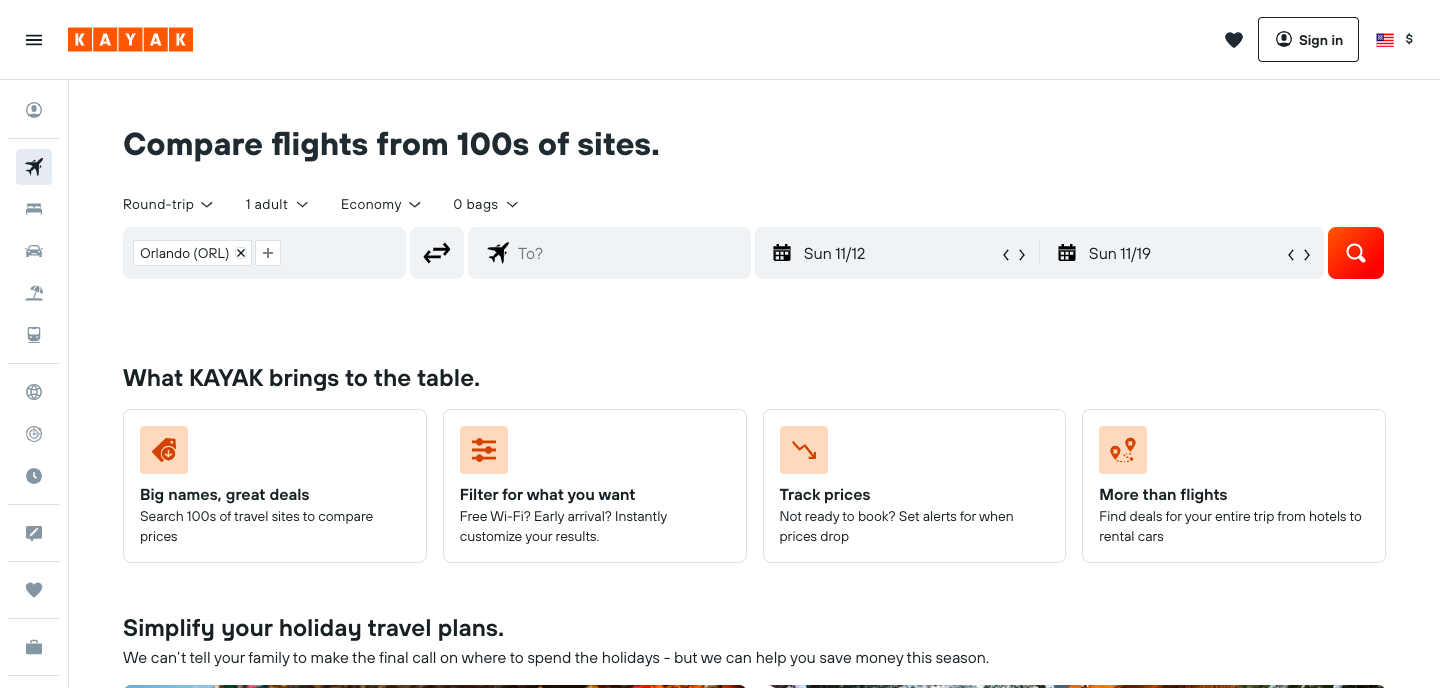 KAYAK
Sign in
$
Compare flights from 100s of sites.
Round-trip
1 adult
Economy
0 bags
Orlando (ORL)
To?
Sun 11/12
Sun 11/19
What KAYAK brings to the table.
Big names, great deals
Search 100s of travel sites to compare
prices
Filter for what you want
Free Wi-Fi? Early arrival? Instantly
customize your results.
Track prices
Not ready to book? Set alerts for when
prices drop
More than flights
Find deals for your entire trip from hotels to
rental cars
Simplify your holiday travel plans.
We can't tell your family to make the final call on where to spend the holidays - but we can help you save money this season.